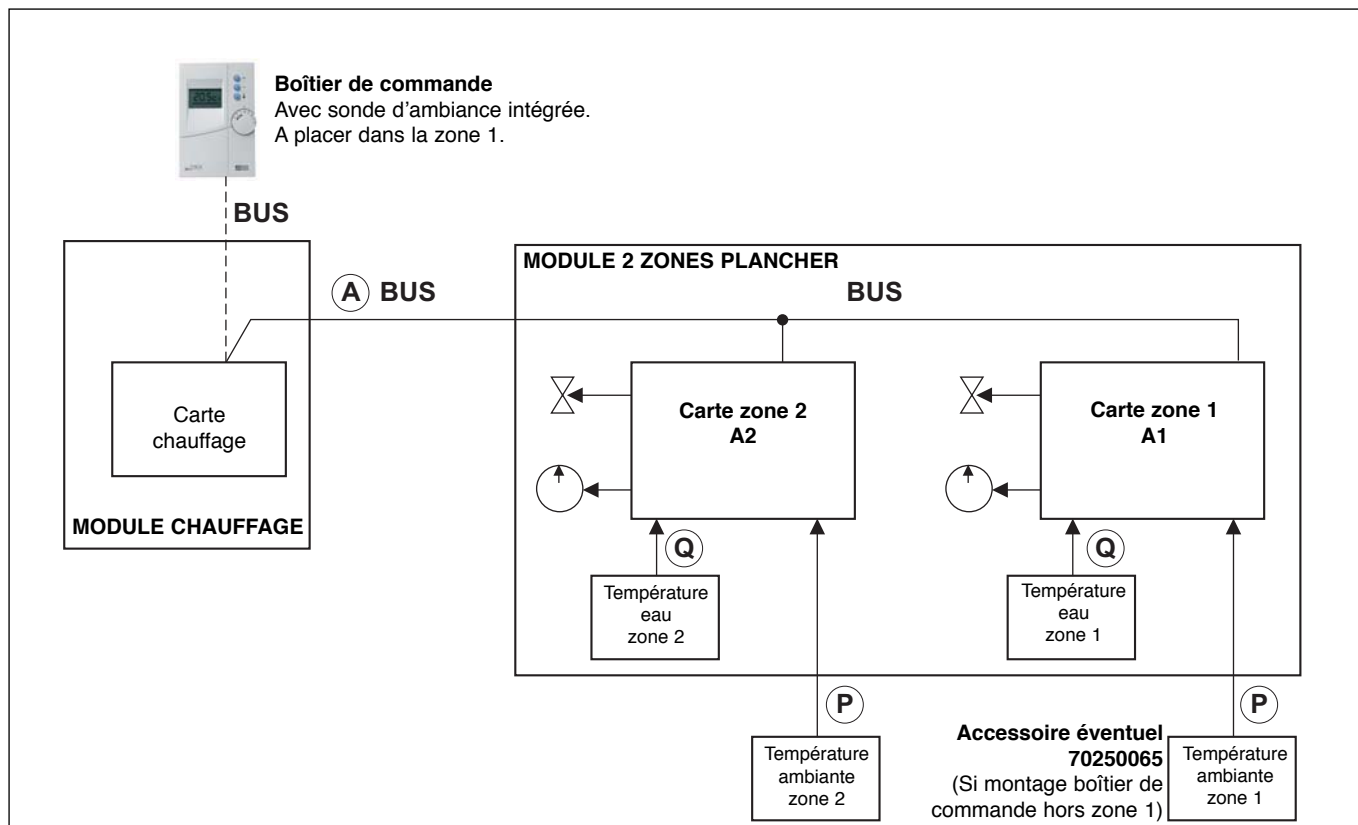 Boîtier de commande
Avec sonde d'ambiance intégrée.
A placer dans la zone 1.
BUS
MODULE 2 ZONES PLANCHER
A BUS
BUS
Carte
chauffage
MODULE CHAUFFAGE
Carte zone 2
A2
Carte zone 1
A1
Q
Q
Température
eau
zone 2
Température
eau
zone 1
P
P
Température
ambiante
zone 2
Accessoire éventuel
70250065
(Si montage boîtier de
commande hors zone 1)
Température
ambiante
zone 1